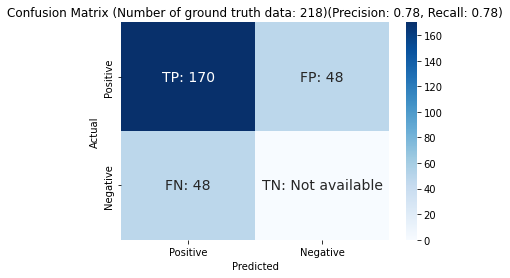 Confusion Matrix (Number of ground truth data: 218)(Precision: 0.78, Recall: 0.78)
Actual
Positive
Negative
TP: 170
FP: 48
FN: 48
TN: Not available
Positive
Negative
Predicted
160
140
120
100
80
60
40
20
0